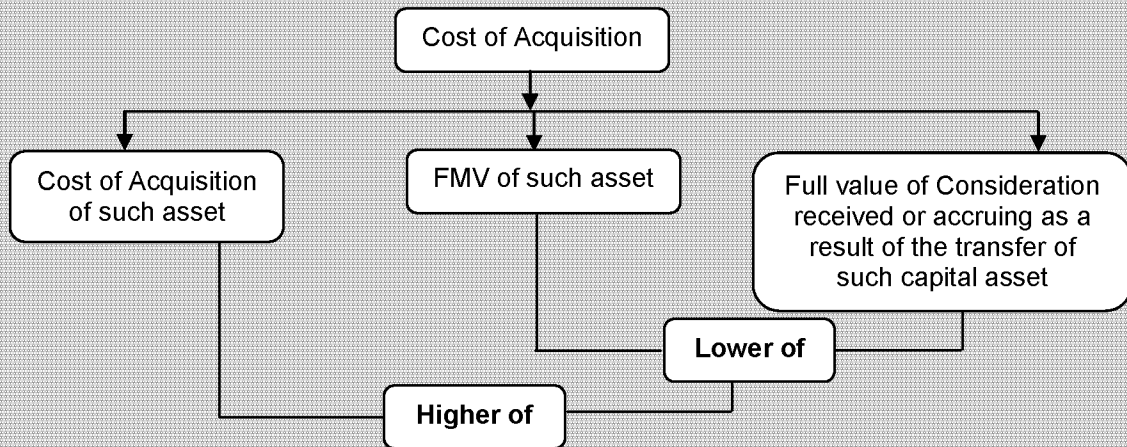 Cost of Acquisition
Cost of Acquisition
of such asset
FMV of such asset
Full value of Consideration
received or accruing as a
result of the transfer of
such capital asset
Lower of
Higher of